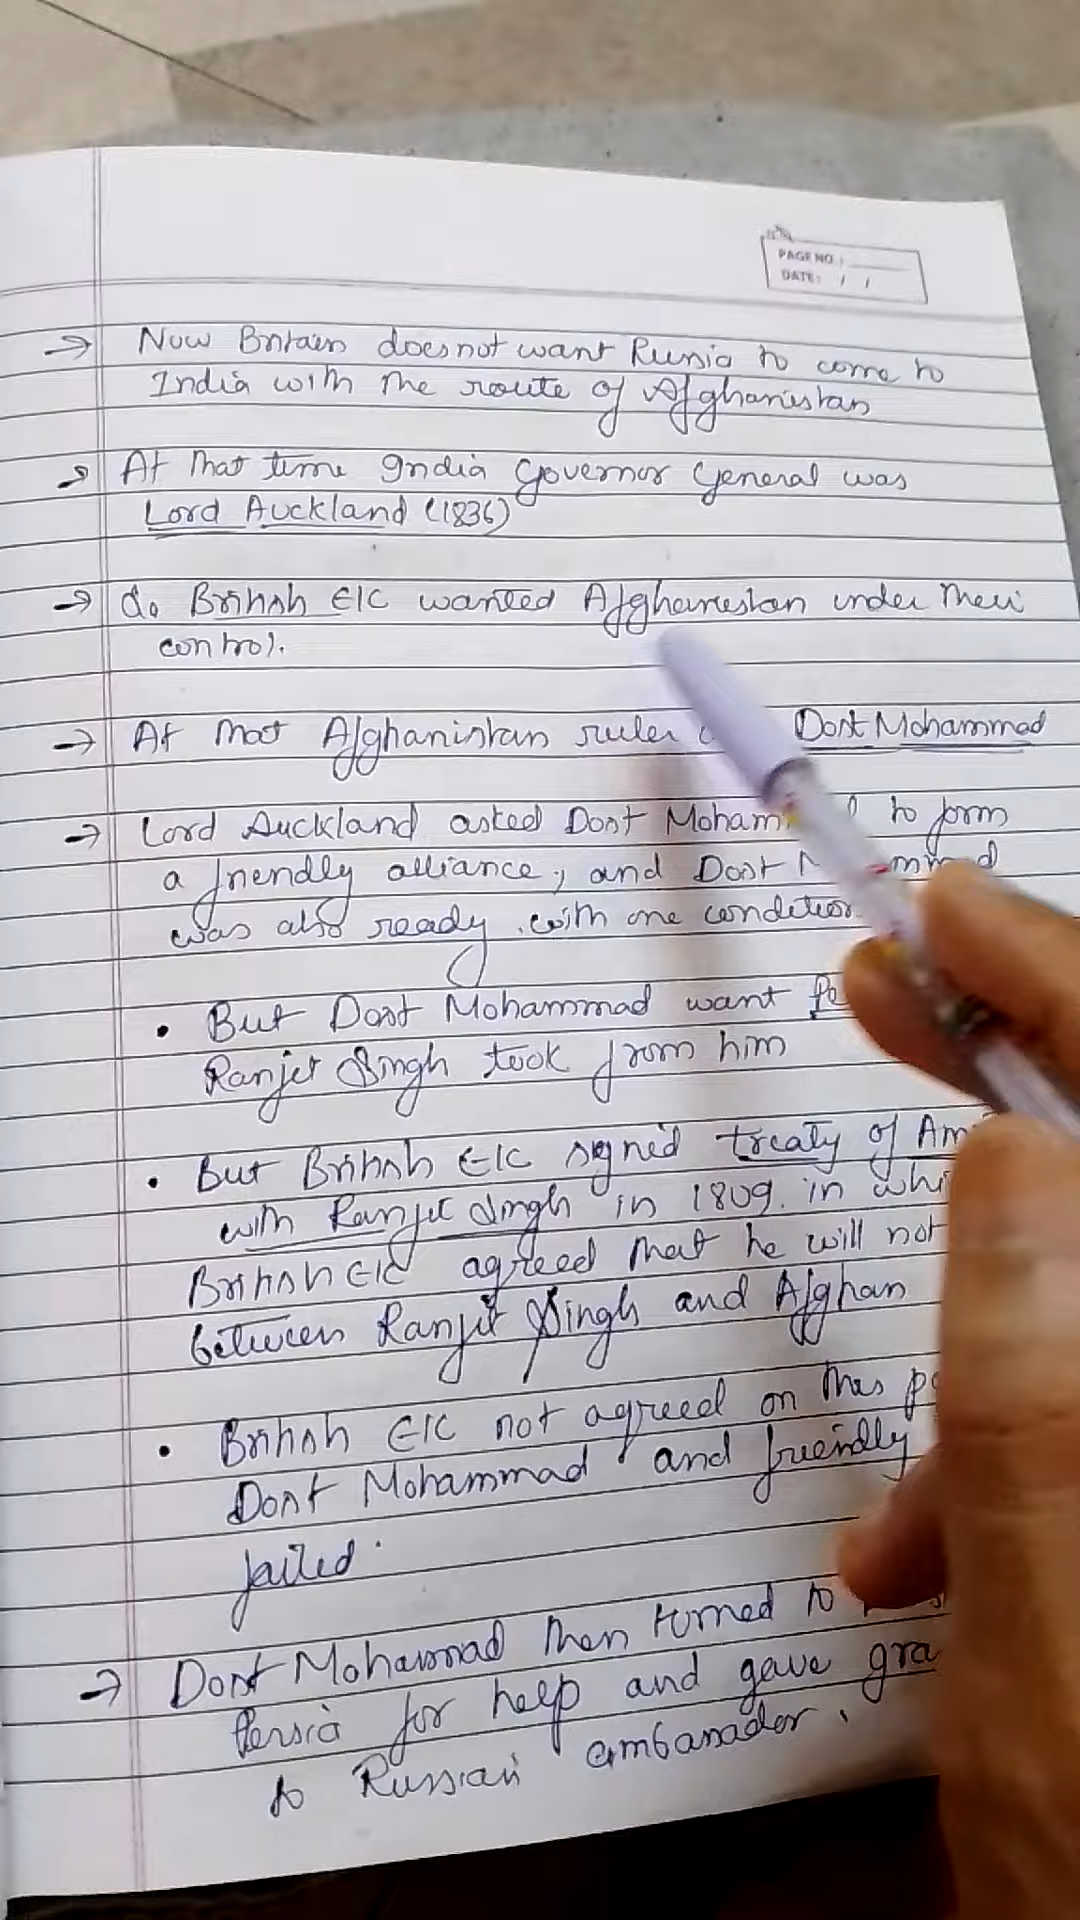 PAGE NO.:
DATE: / /
→ Now Britain does not want Russia to come to
India with the route of Afghanistan
→ At that time India Governor General was
Lord Auckland (1836)
→ So British EIC wanted Afghanistan under their
control.
→ At that Afghanistan ruler Dost Mohammad
→ Lord Auckland asked Dost to form
a friendly alliance, and Dost
was also ready with one condition
• But Dost Mohammad want
Ranjit Singh took from him
• But British EIC signed treaty of
with Ranjit Singh in 1809. in
British EIC agreed that he will not
between Ranjit Singh and Afghan
• British EIC not agreed on this
Dost Mohammad and friendly
failed.
→ Dost Mohammad then turned to
Persia for help and gave
to Russian ambassador.